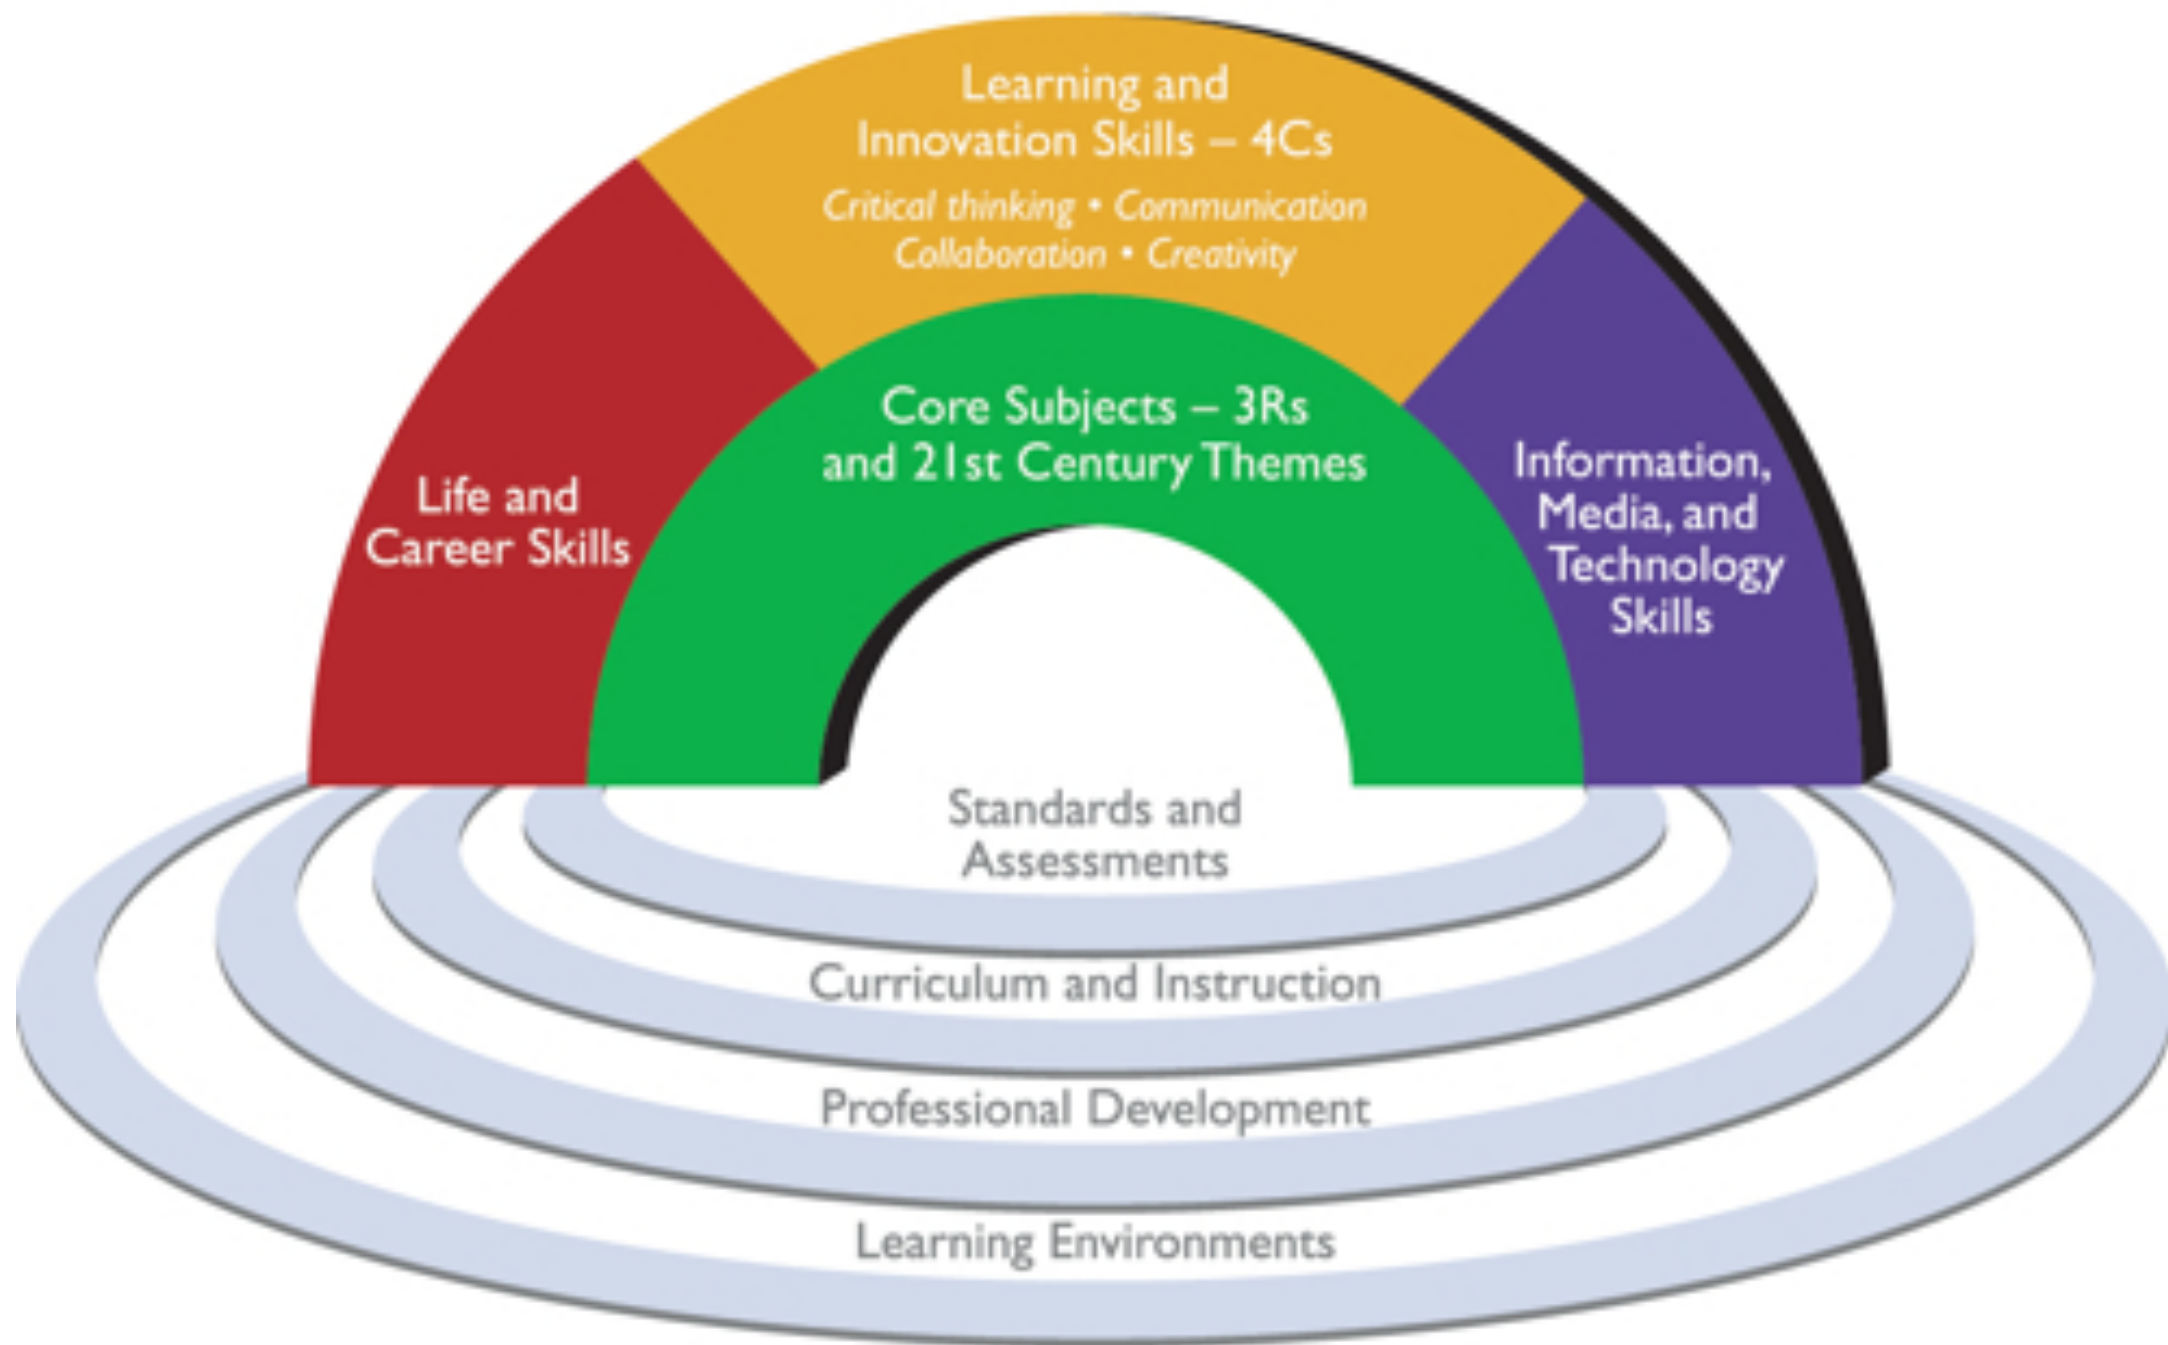 Learning and
Innovation Skills – 4Cs
Critical thinking • Communication
Collaboration • Creativity
Core Subjects – 3Rs
and 21st Century Themes
Life and
Career Skills
Information,
Media, and
Technology
Skills
Standards and
Assessments
Curriculum and Instruction
Professional Development
Learning Environments